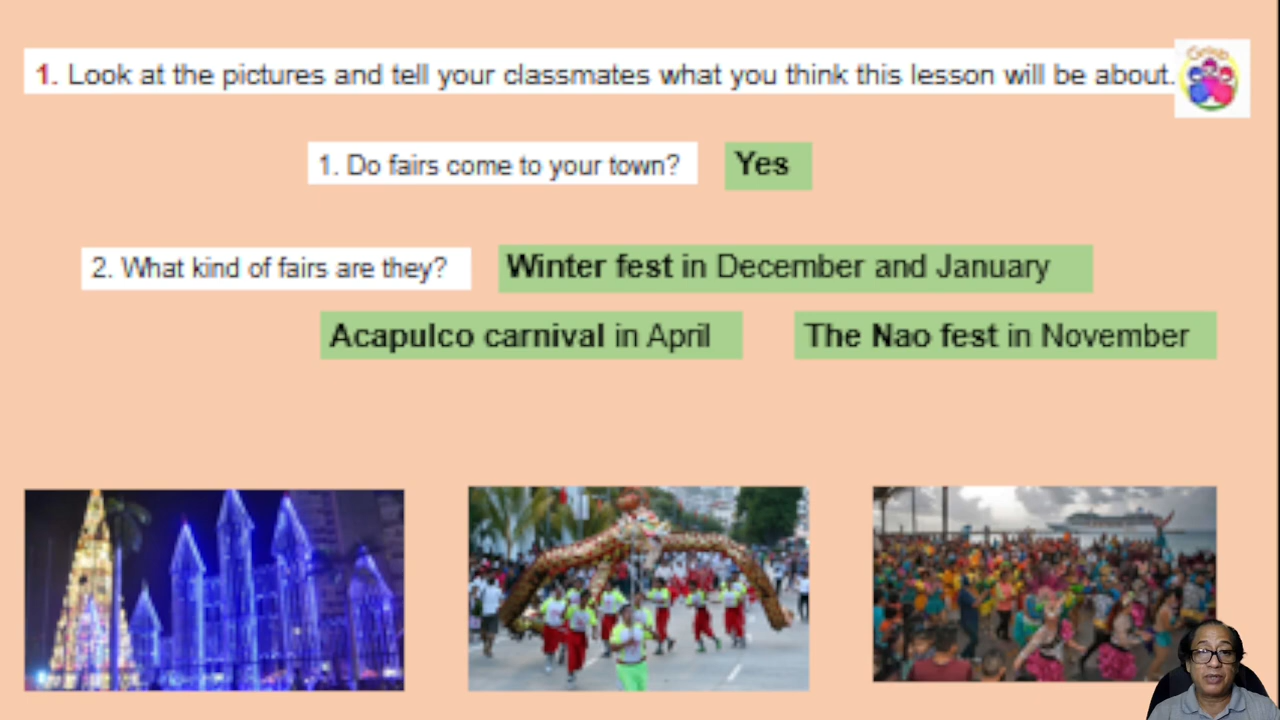 1. Look at the pictures and tell your classmates what you think this lesson will be about.
Group
1. Do fairs come to your town? Yes
2. What kind of fairs are they? Winter fest in December and January
Acapulco carnival in April The Nao fest in November